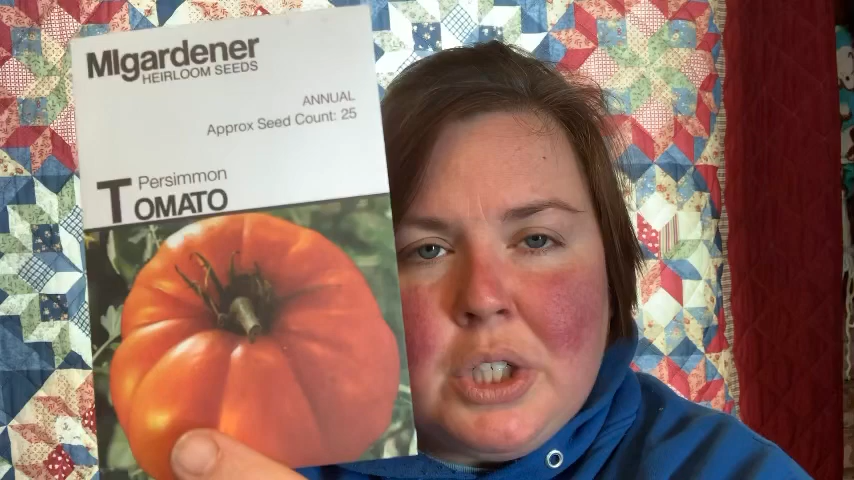 MIgardener
HEIRLOOM SEEDS
ANNUAL
Approx Seed Count: 25
Persimmon
TOMATO